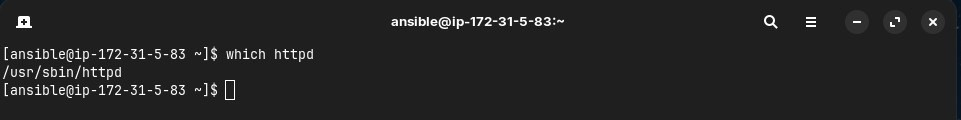 ansible@ip-172-31-5-83:~
[ansible@ip-172-31-5-83 ~]$ which httpd
/usr/sbin/httpd
[ansible@ip-172-31-5-83 ~]$